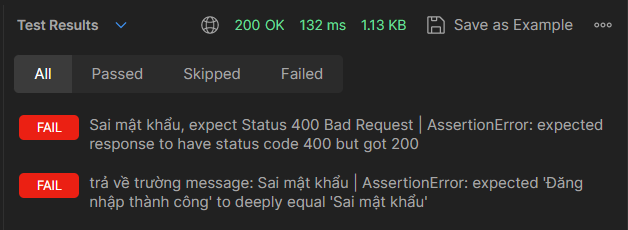 Test Results 200 OK 132 ms 1.13 KB Save as Example
All Passed Skipped Failed
FAIL Sai mật khẩu, expect Status 400 Bad Request | AssertionError: expected
response to have status code 400 but got 200
FAIL trả về trường message: Sai mật khẩu | AssertionError: expected 'Đăng
nhập thành công' to deeply equal 'Sai mật khẩu'